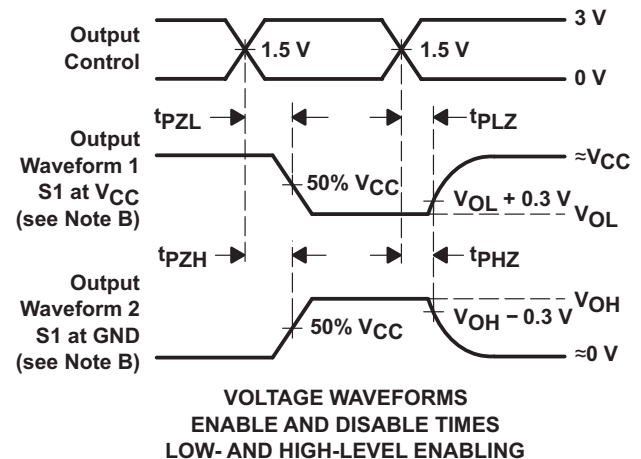 Output
Control
1.5 V
1.5 V
3 V
0 V
tPZL
tPLZ
Output
Waveform 1
S1 at VCC
(see Note B)
50% VCC
VOL + 0.3 V
≈VCC
VOL
tPZH
tPHZ
Output
Waveform 2
S1 at GND
(see Note B)
50% VCC
VOH − 0.3 V
VOH
≈0 V
VOLTAGE WAVEFORMS
ENABLE AND DISABLE TIMES
LOW- AND HIGH-LEVEL ENABLING